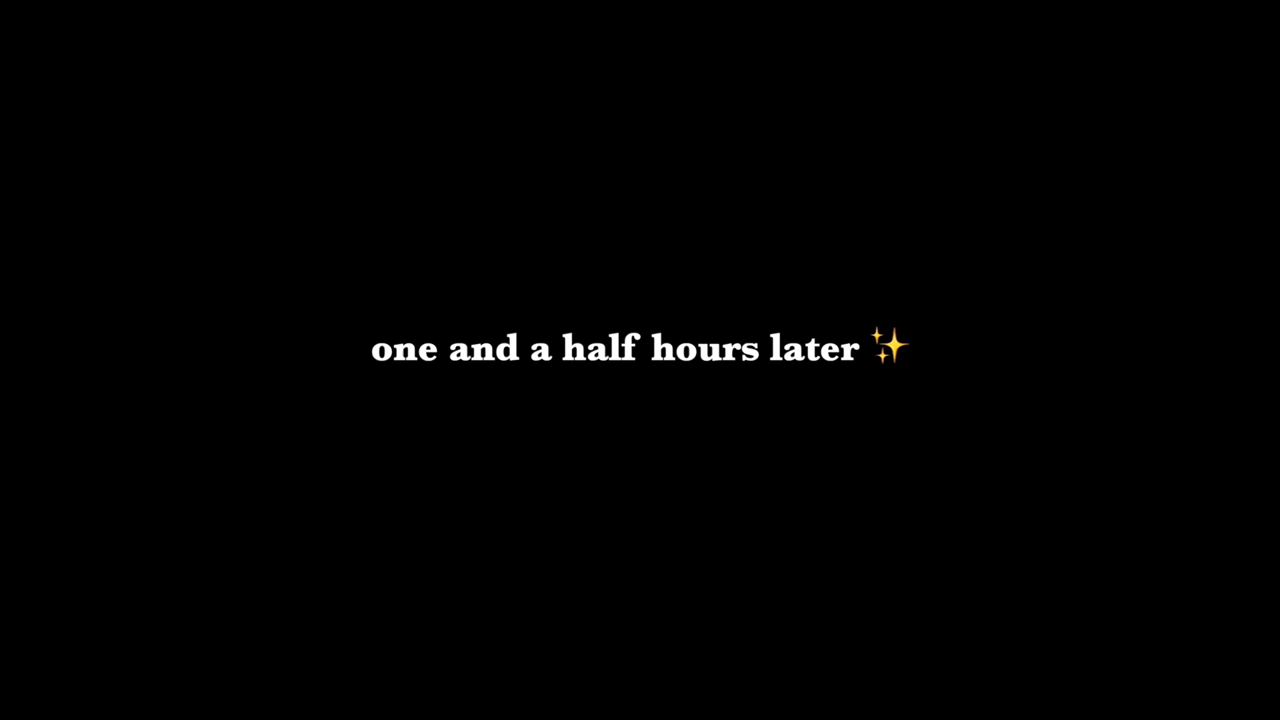 one and a half hours later ✨